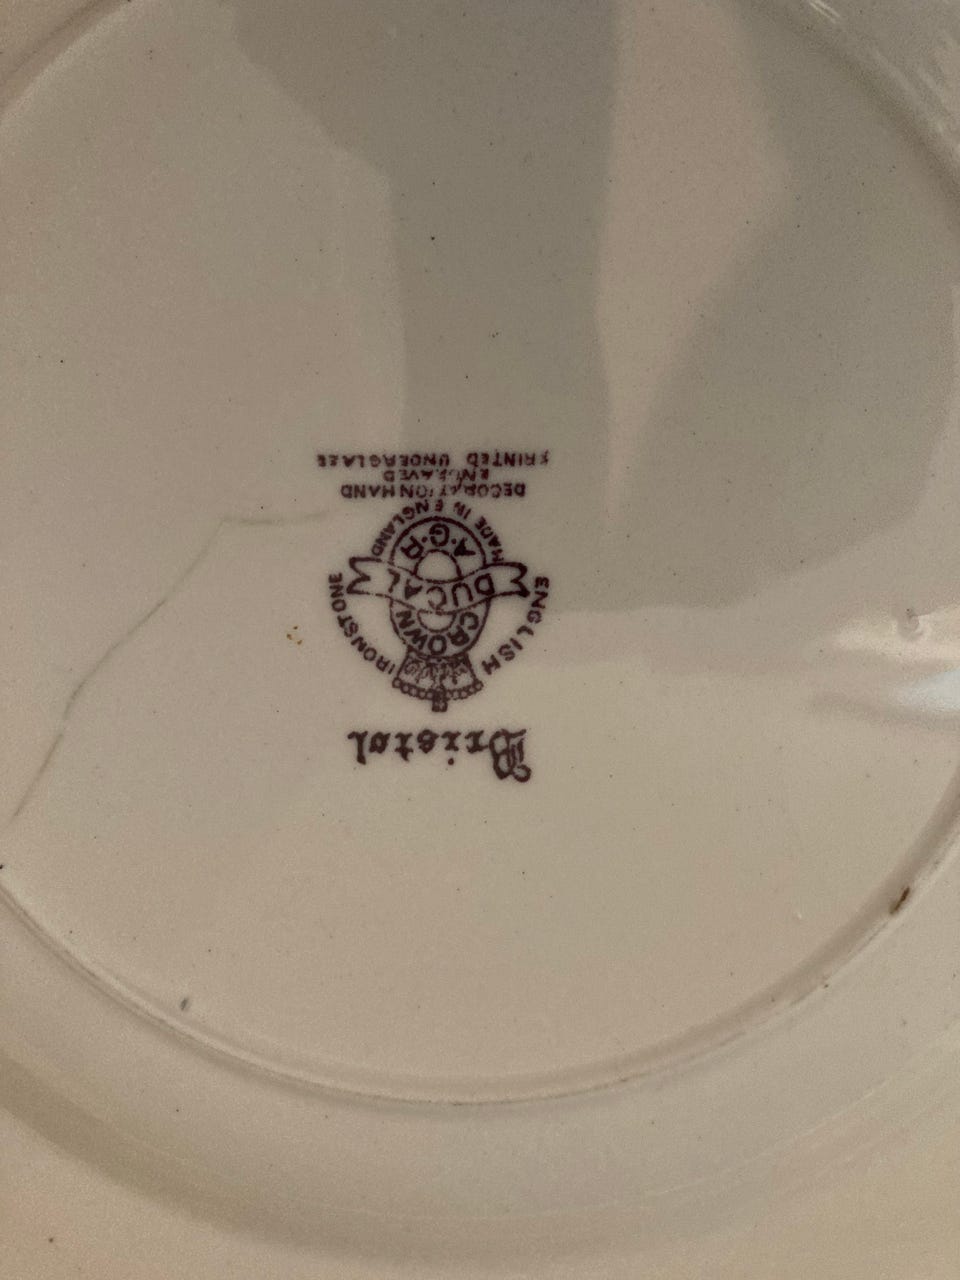 Bristol
ENGLISH IRONSTONE
CROWN
DUCAL
A.G.R
MADE IN ENGLAND
DECORATION HAND
ENGRAVED
PRINTED UNDERGLAZE